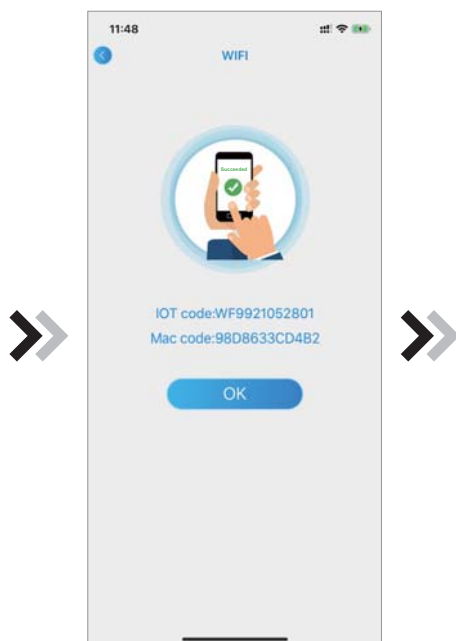 11:48
WIFI
Succeeded
IOT code:WF9921052801
Mac code:98D8633CD4B2
OK